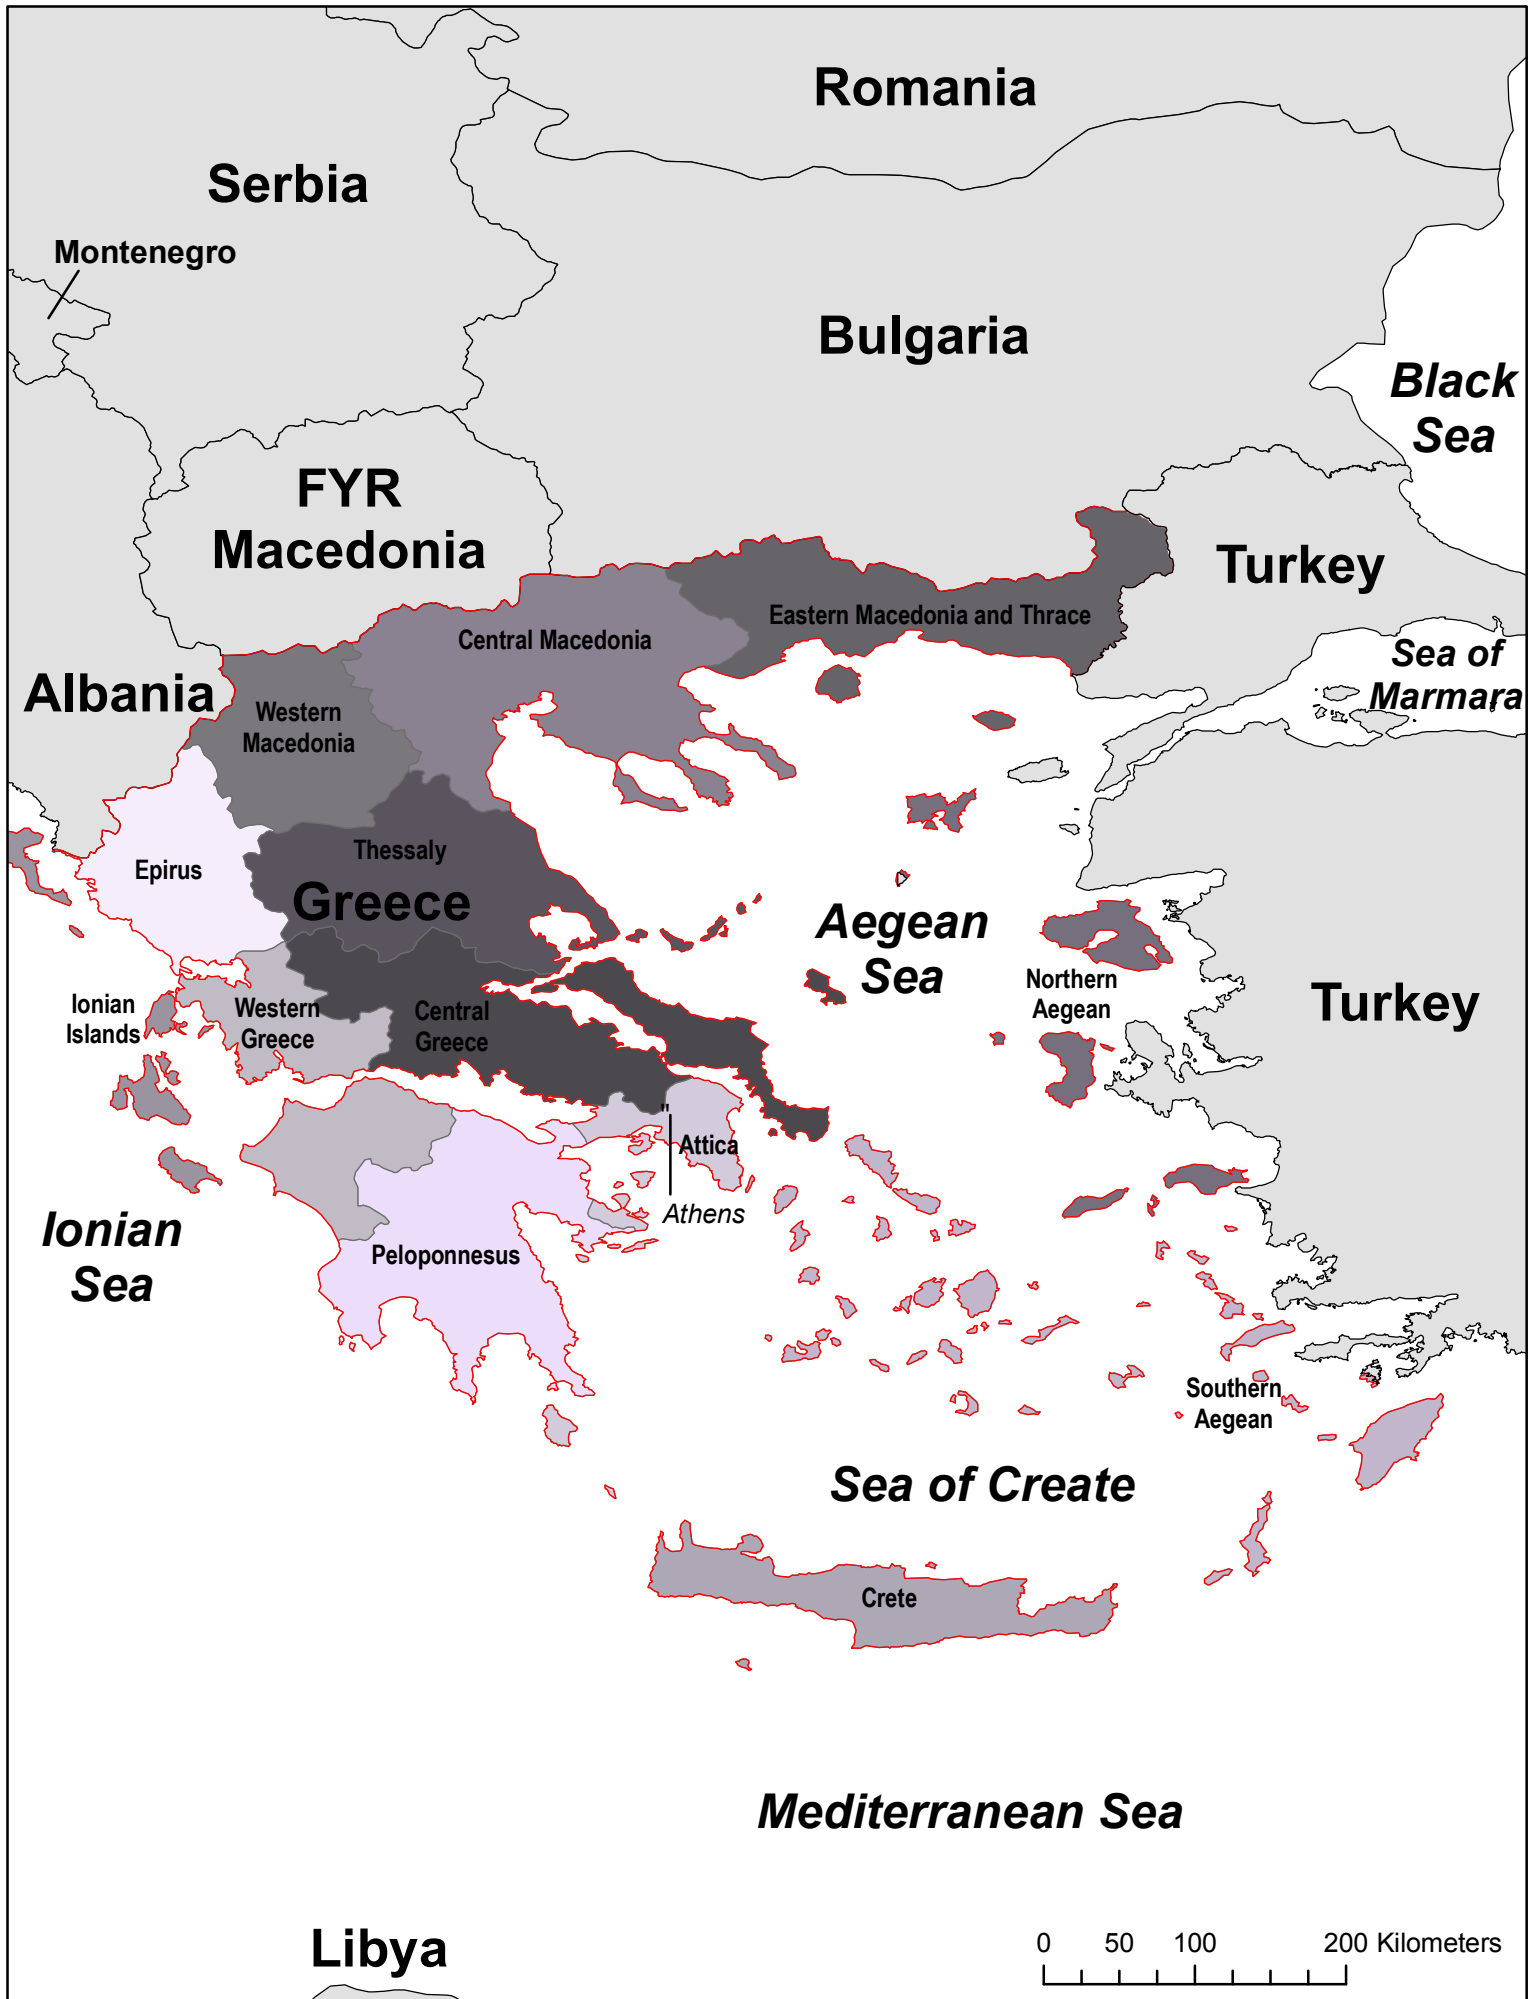 Romania
Serbia
Montenegro
Bulgaria
Black
Sea
FYR
Macedonia
Turkey
Eastern Macedonia and Thrace
Central Macedonia
Sea of
Marmara
Albania
Western
Macedonia
Thessaly
Epirus
Greece
Aegean
Sea
Northern
Aegean
Turkey
Ionian
Islands
Western
Greece
Central
Greece
"
Attica
Athens
Ionian
Sea
Peloponnesus
Southern
Aegean
Sea of Create
Crete
Mediterranean Sea
Libya
0 50 100 200 Kilometers